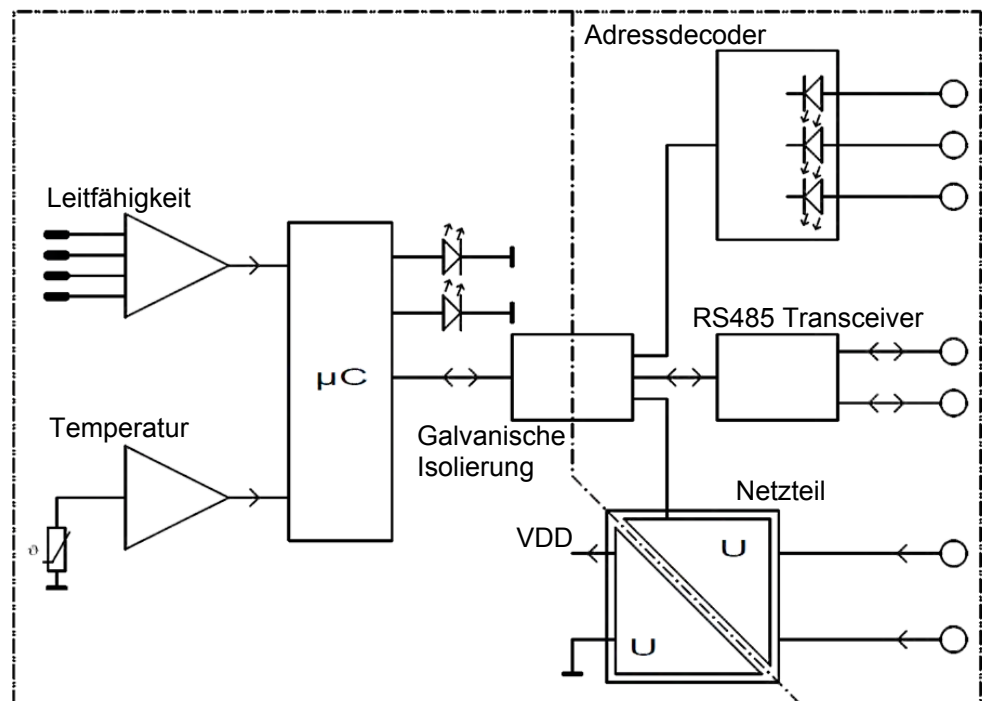 Adressdecoder
Leitfähigkeit
RS485 Transceiver
µC
Temperatur
Galvanische
Isolierung
Netzteil
VDD
U
U
ϑ